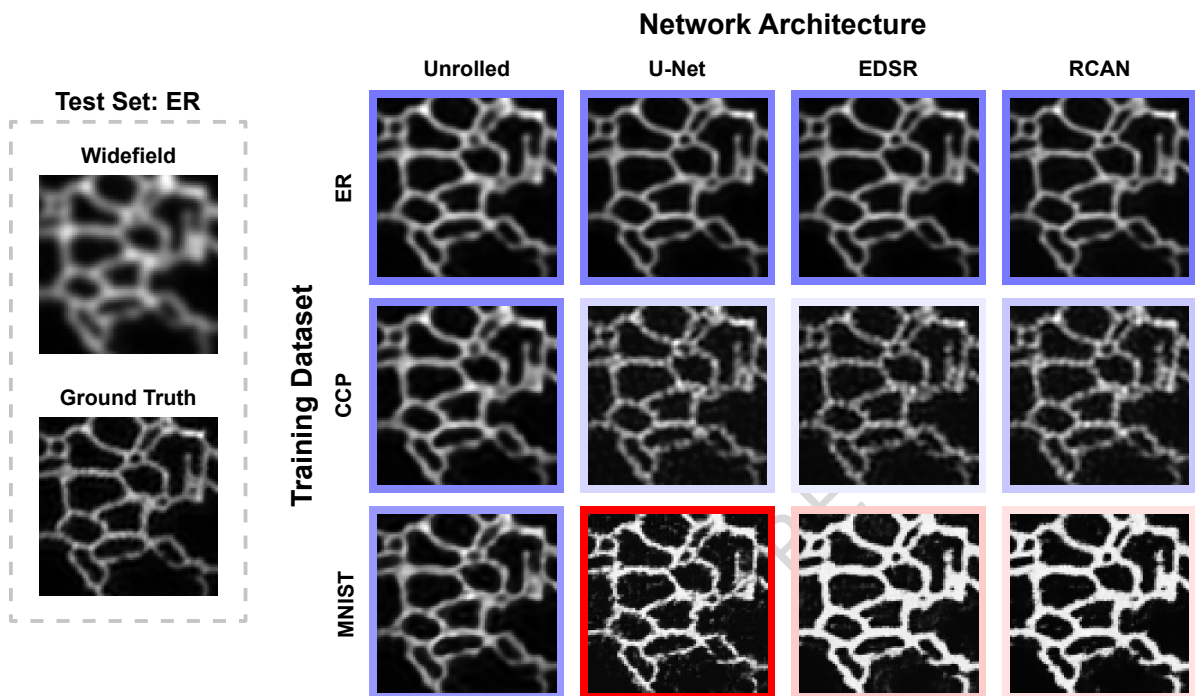 Network Architecture
Unrolled U-Net EDSR RCAN
Test Set: ER
Widefield
Ground Truth
Training Dataset
ER
CCP
MNIST